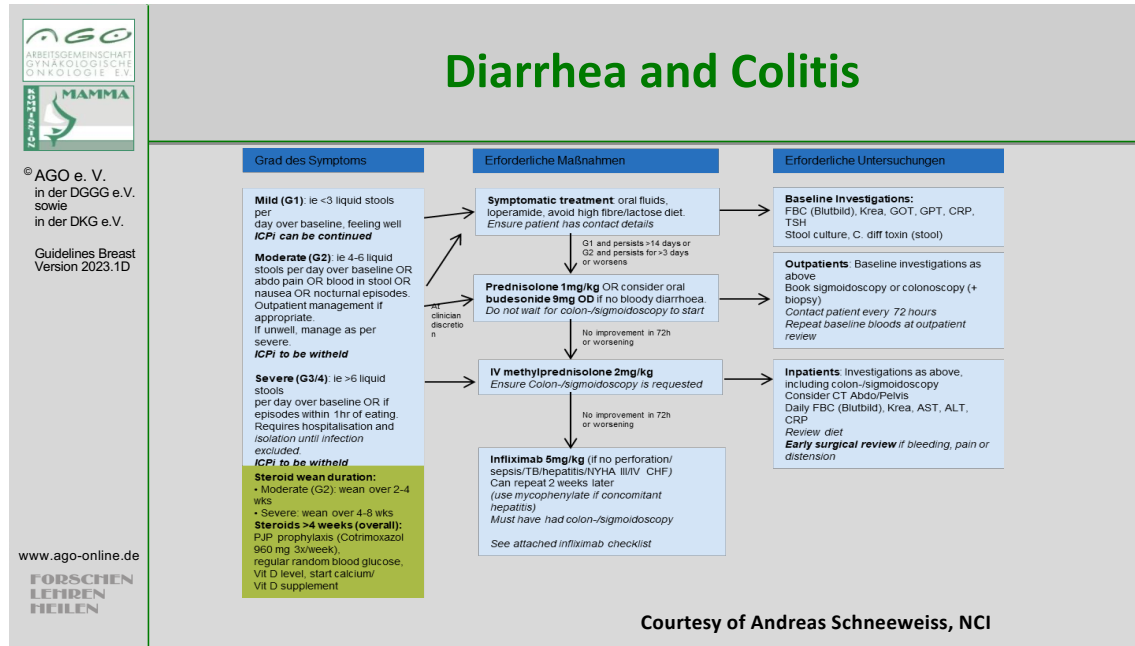 AGO
ARBEITSGEMEINSCHAFT
GYNÄKOLOGISCHE
ONKOLOGIE E.V.
KOMMISSION
MAMMA
© AGO e. V.
in der DGGG e.V.
sowie
in der DKG e.V.
Guidelines Breast
Version 2023.1D
www.ago-online.de
FORSCHEN
LEHREN
HEILEN
Diarrhea and Colitis
Grad des Symptoms
Mild (G1): ie <3 liquid stools
per
day over baseline, feeling well
ICPi can be continued
Moderate (G2): ie 4-6 liquid
stools per day over baseline OR
abdo pain OR blood in stool OR
nausea OR nocturnal episodes.
Outpatient management if
appropriate.
If unwell, manage as per
severe.
ICPi to be witheld
Severe (G3/4): ie >6 liquid
stools
per day over baseline OR if
episodes within 1hr of eating.
Requires hospitalisation and
isolation until infection
excluded.
ICPi to be witheld
Steroid wean duration:
• Moderate (G2): wean over 2-4
wks
• Severe: wean over 4-8 wks
Steroids >4 weeks (overall):
PJP prophylaxis (Cotrimoxazol
960 mg 3x/week),
regular random blood glucose,
Vit D level, start calcium/
Vit D supplement
At
clinician
discretio
n
Erforderliche Maßnahmen
Symptomatic treatment: oral fluids,
loperamide, avoid high fibre/lactose diet.
Ensure patient has contact details
G1 and persists >14 days or
G2 and persists for >3 days
or worsens
Prednisolone 1mg/kg OR consider oral
budesonide 9mg OD if no bloody diarrhoea.
Do not wait for colon-/sigmoidoscopy to start
No improvement in 72h
or worsening
IV methylprednisolone 2mg/kg
Ensure Colon-/sigmoidoscopy is requested
No improvement in 72h
or worsening
Infliximab 5mg/kg (if no perforation/
sepsis/TB/hepatitis/NYHA III/IV CHF)
Can repeat 2 weeks later
(use mycophenylate if concomitant
hepatitis)
Must have had colon-/sigmoidoscopy
See attached infliximab checklist
Erforderliche Untersuchungen
Baseline Investigations:
FBC (Blutbild), Krea, GOT, GPT, CRP,
TSH
Stool culture, C. diff toxin (stool)
Outpatients: Baseline investigations as
above
Book sigmoidoscopy or colonoscopy (+
biopsy)
Contact patient every 72 hours
Repeat baseline bloods at outpatient
review
Inpatients: Investigations as above,
including colon-/sigmoidoscopy
Consider CT Abdo/Pelvis
Daily FBC (Blutbild), Krea, AST, ALT,
CRP
Review diet
Early surgical review if bleeding, pain or
distension
Courtesy of Andreas Schneeweiss, NCI